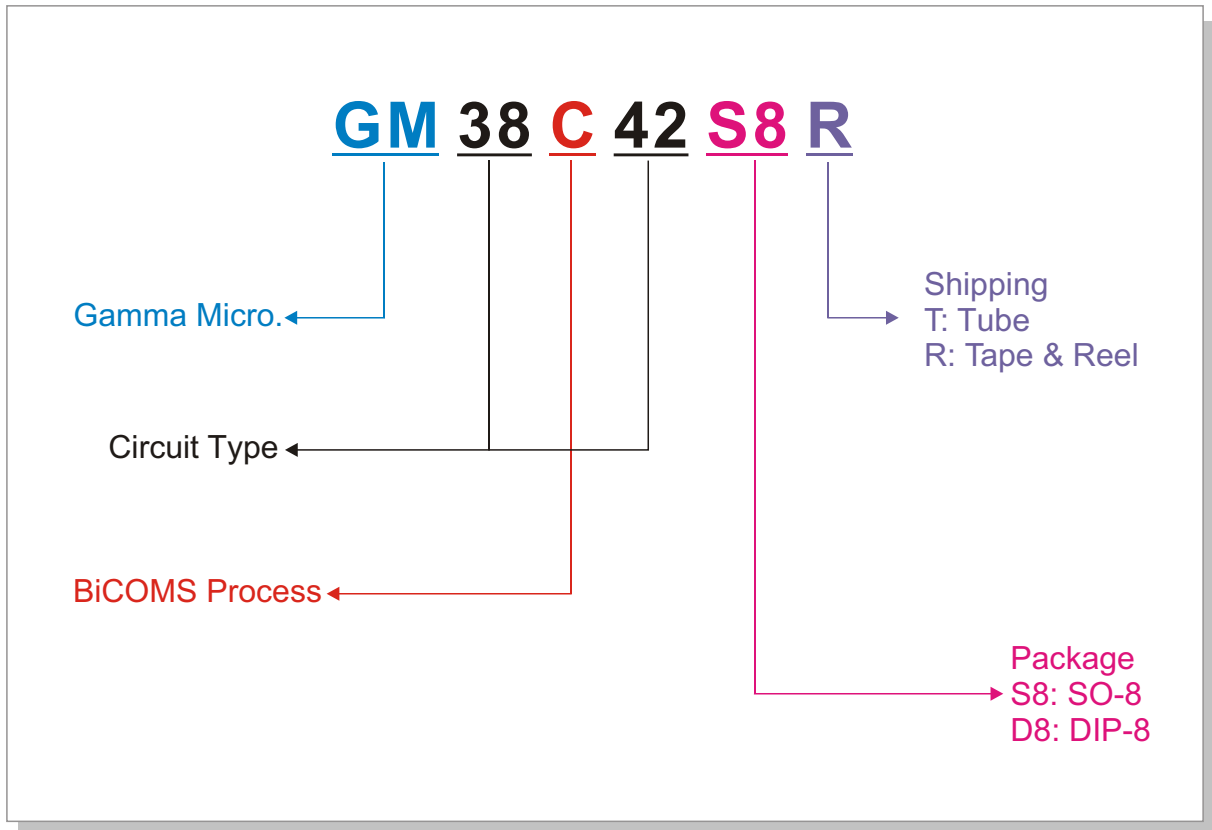 GM 38 C 42 S8 R
Shipping
T: Tube
R: Tape & Reel
Gamma Micro.
Circuit Type
BiCOMS Process
Package
S8: SO-8
D8: DIP-8